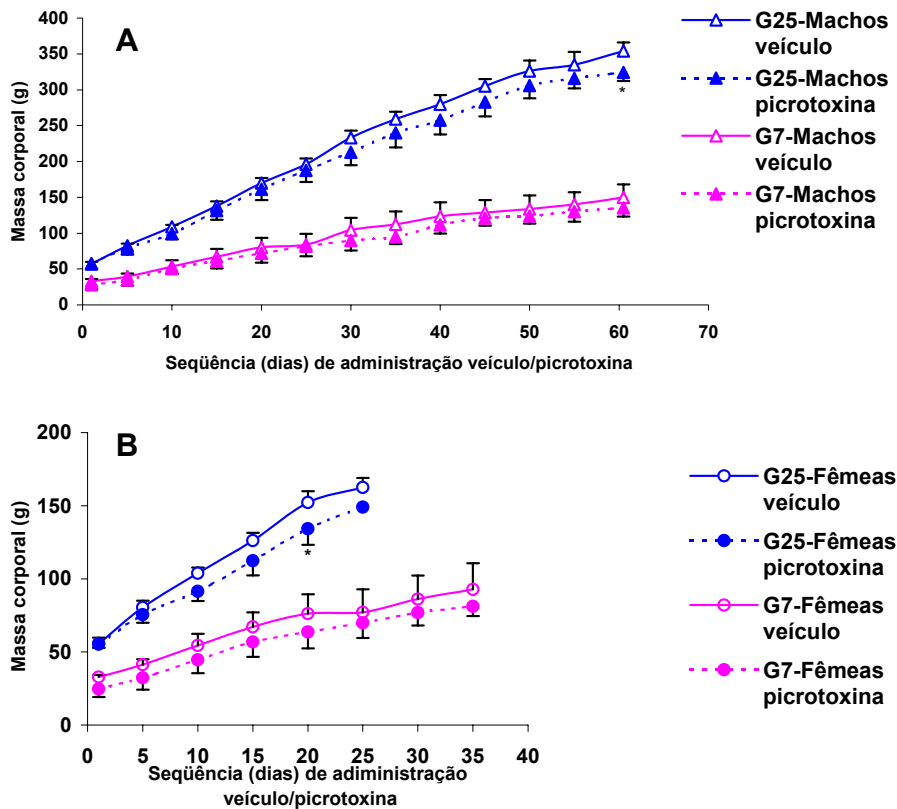 400
350
300
250
200
150
100
50
0
Massa corporal (g)
A
0 10 20 30 40 50 60 70
Seqüência (dias) de administração veículo/picrotoxina
*
G25-Machos
veículo
G25-Machos
picrotoxina
G7-Machos
veículo
G7-Machos
picrotoxina
200
150
100
50
0
Massa corporal (g)
B
*
0 5 10 15 20 25 30 35 40
Seqüência (dias) de adiministração
veículo/picrotoxina
G25-Fêmeas
veículo
G25-Fêmeas
picrotoxina
G7-Fêmeas
veículo
G7-Fêmeas
picrotoxina